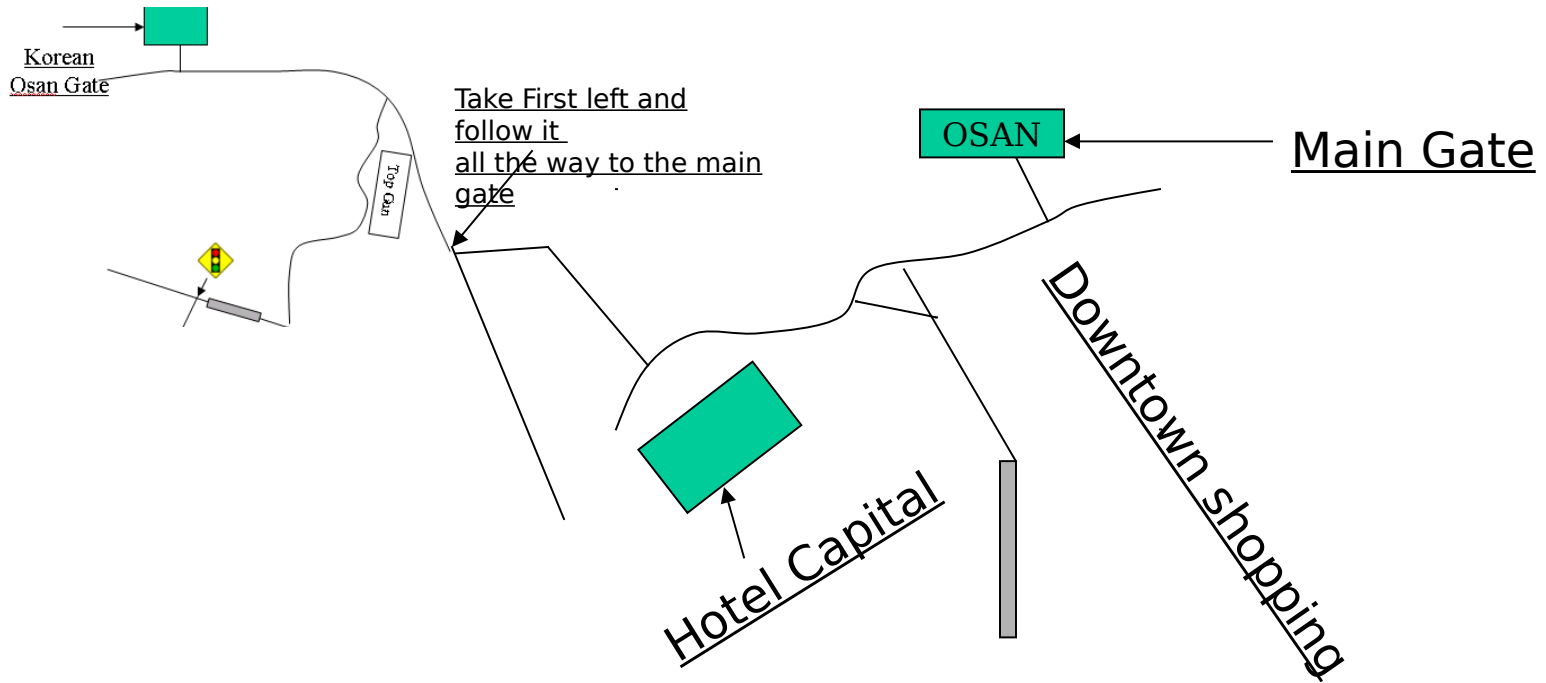 Korean
Osan Gate
Take First left and
follow it
all the way to the main
gate
Top Gun
OSAN
Main Gate
Hotel Capital
Downtown shopping